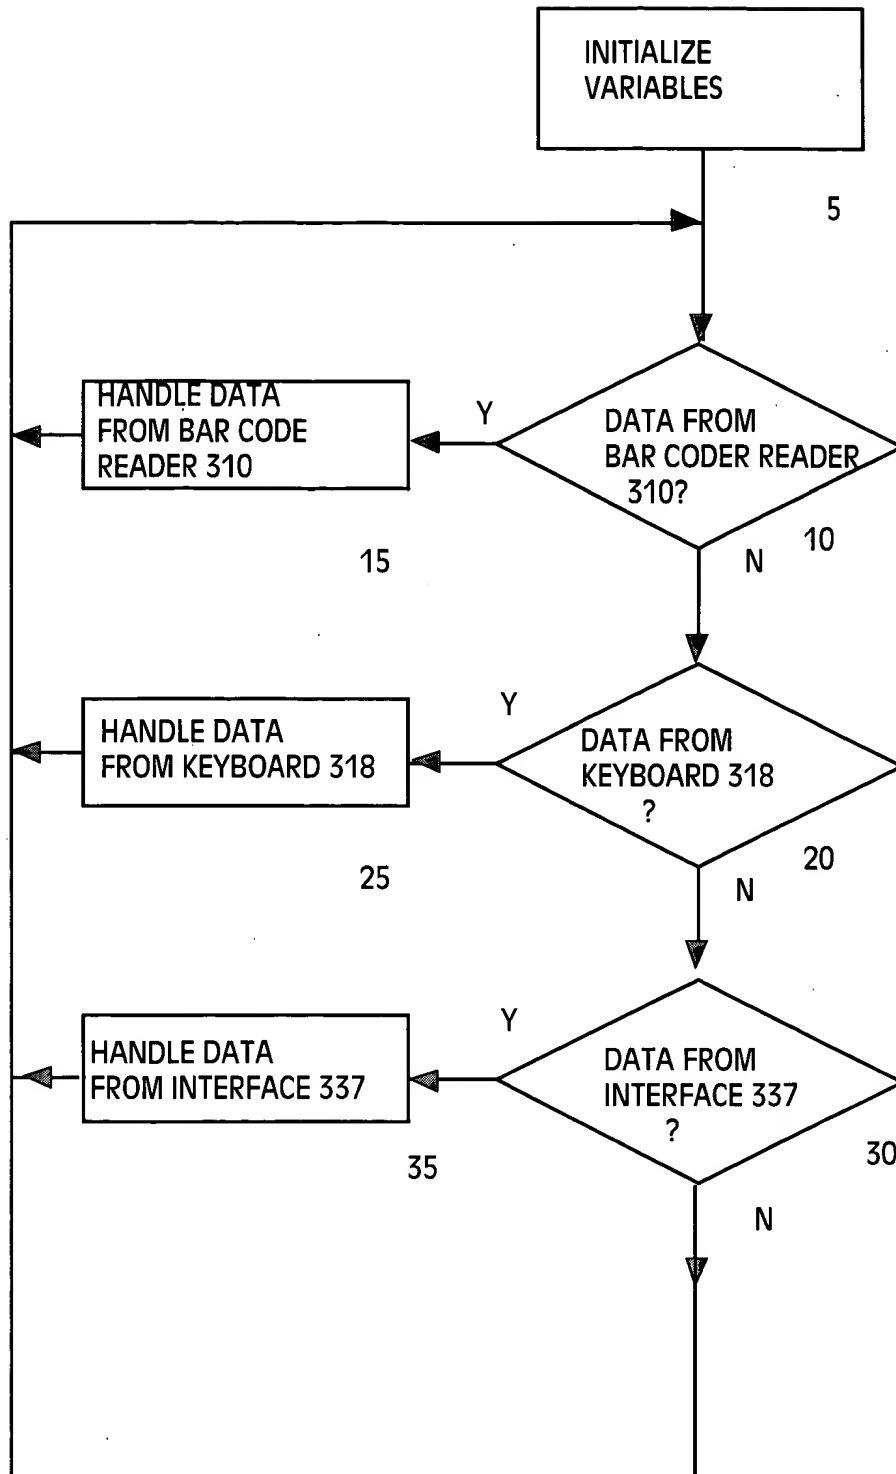 INITIALIZE
VARIABLES
5
HANDLE DATA
FROM BAR CODE
READER 310
Y
DATA FROM
BAR CODER READER
310?
15
N
10
HANDLE DATA
FROM KEYBOARD 318
Y
DATA FROM
KEYBOARD 318
?
25
N
20
HANDLE DATA
FROM INTERFACE 337
Y
DATA FROM
INTERFACE 337
?
35
30
N